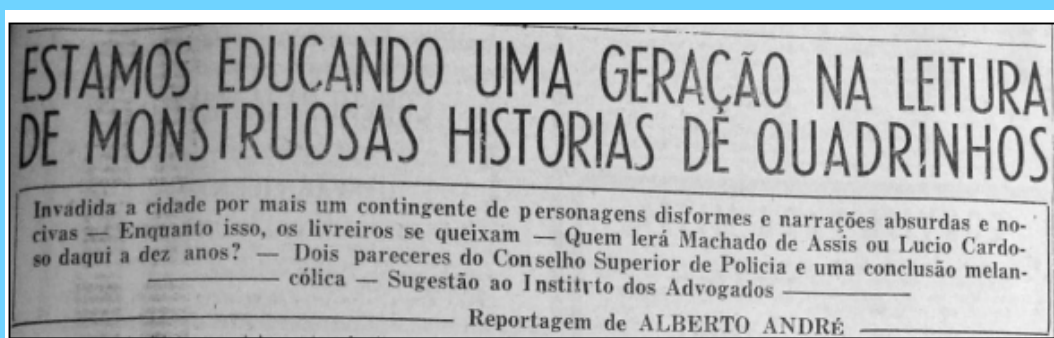 ESTAMOS EDUCANDO UMA GERAÇÃO NA LEITURA
DE MONSTRUOSAS HISTORIAS DE QUADRINHOS
Invadida a cidade por mais um contingente de personagens disformes e narrações absurdas e no-
civas — Enquanto isso, os livreiros se queixam — Quem lerá Machado de Assis ou Lucio Cardo-
so daqui a dez anos? — Dois pareceres do Conselho Superior de Policia e uma conclusão melan-
cólica — Sugestão ao Institrto dos Advogados
Reportagem de ALBERTO ANDRÉ